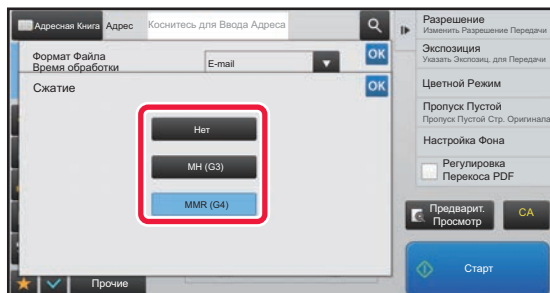 Адресная Книга
Адрес
Коснитесь для Ввода Адреса
Формат Файла
Время обработки
E-mail
OK
Сжатие
OK
Нет
MH (G3)
MMR (G4)
Прочие
Разрешение
Изменить Разрешение Передачи
Экспозиция
Указать Экспозиц. для Передачи
Цветной Режим
Пропуск Пустой
Пропуск Пустой Стр. Оригинала
Настройка Фона
Регулировка
Перекоса PDF
Предварит.
Просмотр
CA
Старт